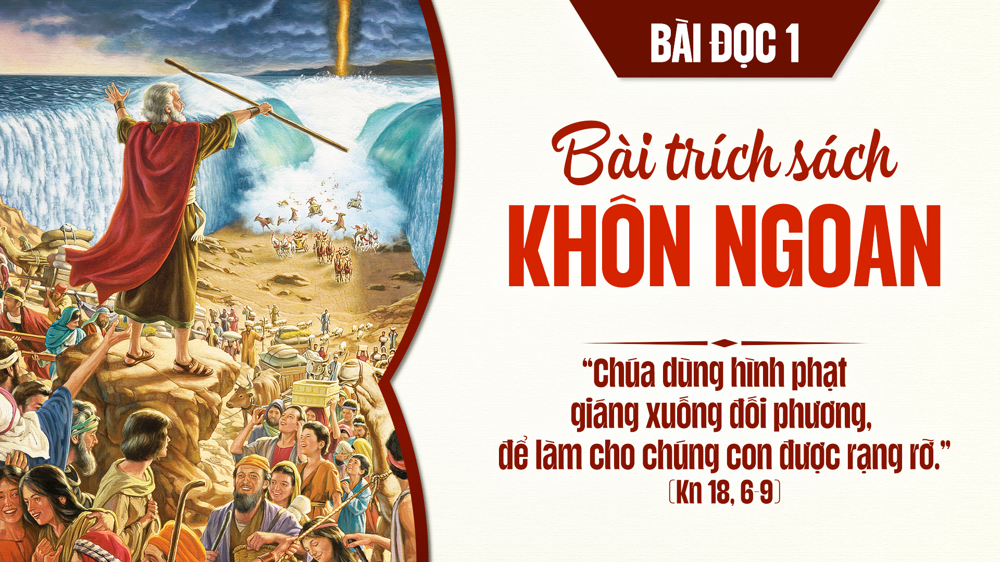 BÀI ĐỌC 1
Bài trích sách
KHÔN NGOAN
“Chúa dùng hình phạt
giáng xuống đối phương,
để làm cho chúng con được rạng rỡ.”
(Kn 18, 6-9)